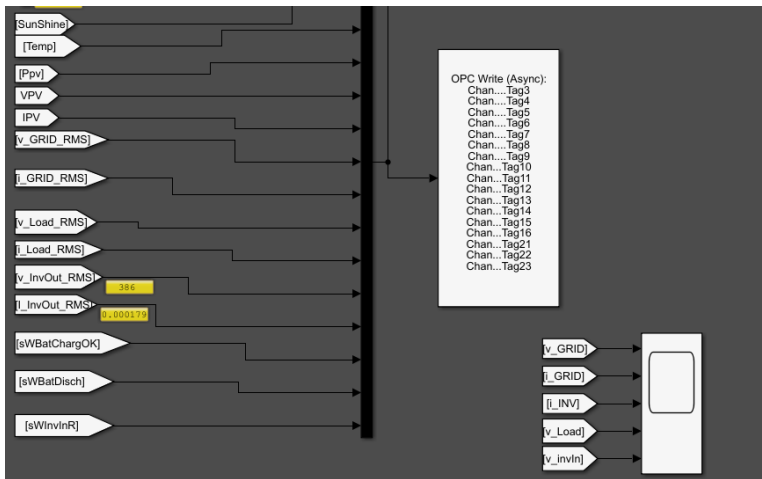 [SunShine]
[Temp]
[Ppv]
VPV
IPV
[v_GRID_RMS]
[i_GRID_RMS]
[v_Load_RMS]
[i_Load_RMS]
[v_InvOut_RMS]
386
[I_InvOut_RMS]
0.000179
[sWBatChargOK]
[sWBatDisch]
[sWInvInR]
OPC Write (Async):
Chan....Tag3
Chan....Tag4
Chan....Tag5
Chan....Tag6
Chan....Tag7
Chan....Tag8
Chan....Tag9
Chan...Tag10
Chan...Tag11
Chan...Tag12
Chan...Tag13
Chan...Tag14
Chan...Tag15
Chan...Tag16
Chan...Tag21
Chan...Tag22
Chan...Tag23
[v_GRID]
[i_GRID]
[i_INV]
[v_Load]
[v_invIn]